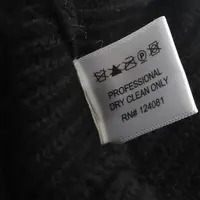 PROFESSIONAL
DRY CLEAN ONLY
RN# 124081